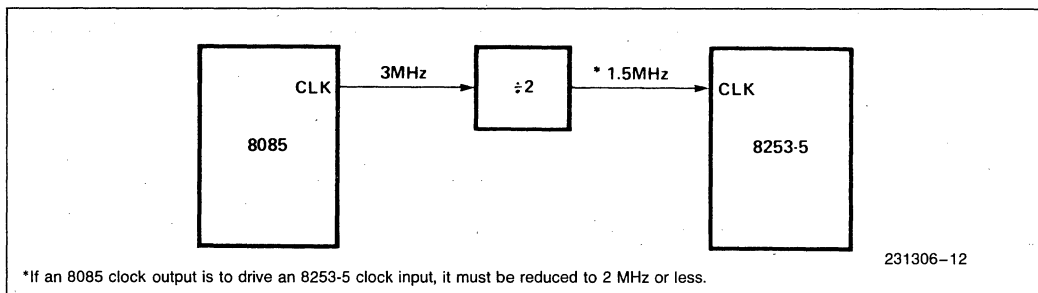 3MHz
* 1.5MHz
CLK
÷2
CLK
8085
8253-5
231306–12
*If an 8085 clock output is to drive an 8253-5 clock input, it must be reduced to 2 MHz or less.